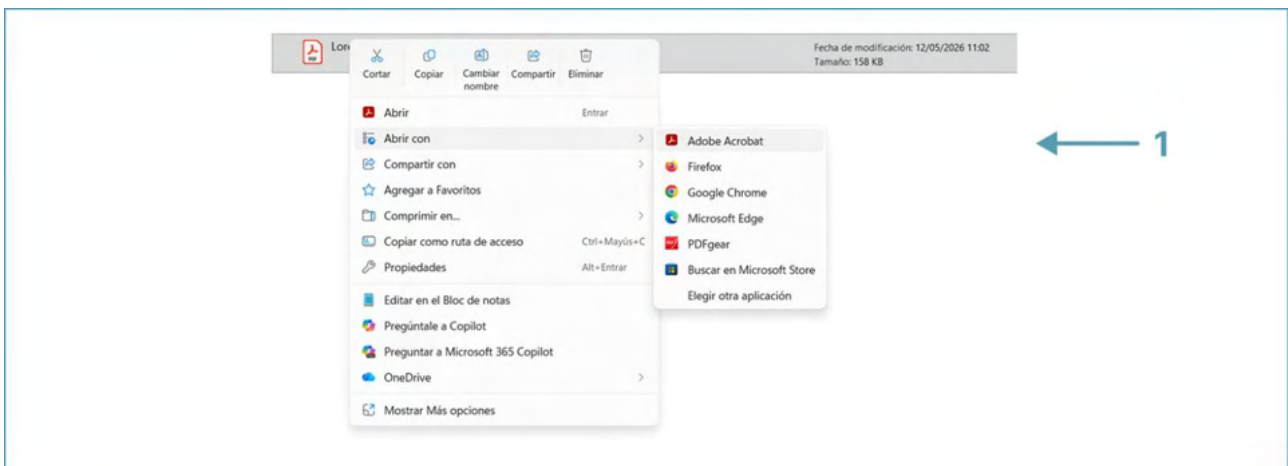 Fecha de modificación: 12/05/2026 11:02
Tamaño: 158 KB
Cortar
Copiar
Cambiar
nombre
Compartir
Eliminar
Abrir Entrar
Abrir con
Compartir con
Agregar a Favoritos
Comprimir en...
Copiar como ruta de acceso Ctrl+Mayús+C
Propiedades Alt+Entrar
Editar en el Bloc de notas
Pregúntale a Copilot
Preguntar a Microsoft 365 Copilot
OneDrive
Mostrar Más opciones
Adobe Acrobat
Firefox
Google Chrome
Microsoft Edge
PDFgear
Buscar en Microsoft Store
Elegir otra aplicación
1